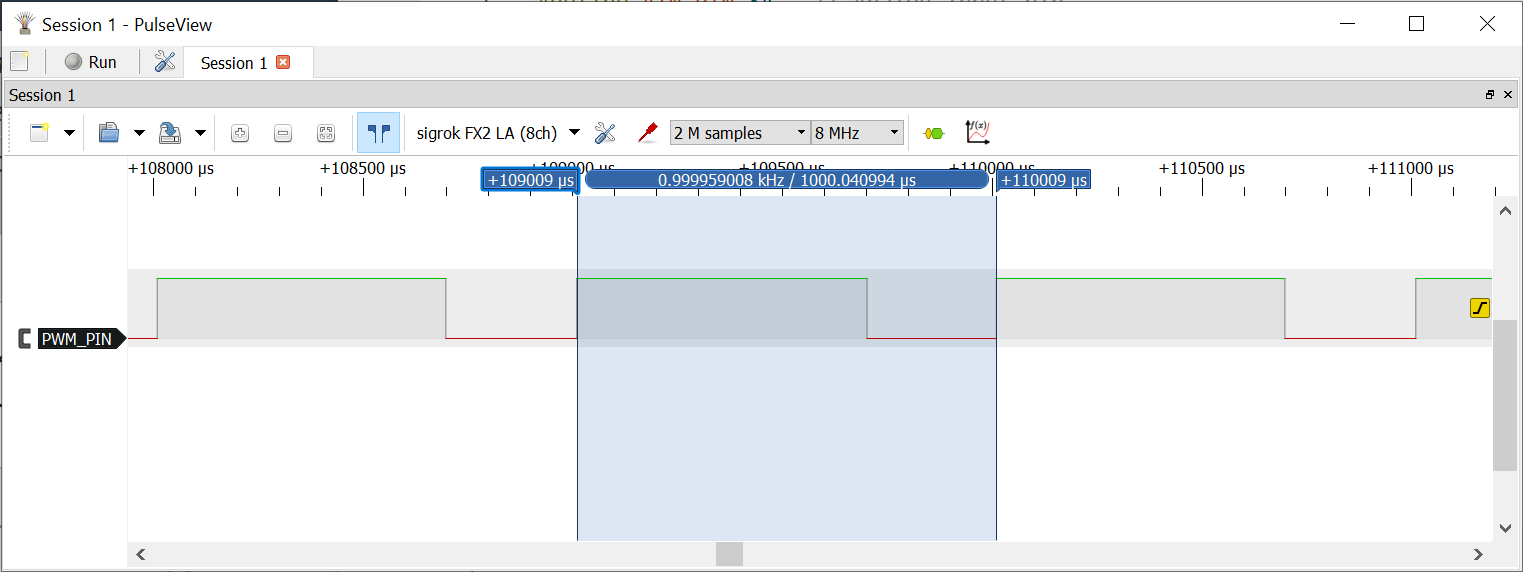 Session 1 - PulseView
Run
Session 1
Session 1
sigrok FX2 LA (8ch)
2 M samples
8 MHz
f(x)
+108000 µs +108500 µs +109000 µs +109500 µs +110000 µs +110500 µs +111000 µs
+109009 µs 0.999959008 kHz / 1000.040994 µs +110009 µs
PWM_PIN